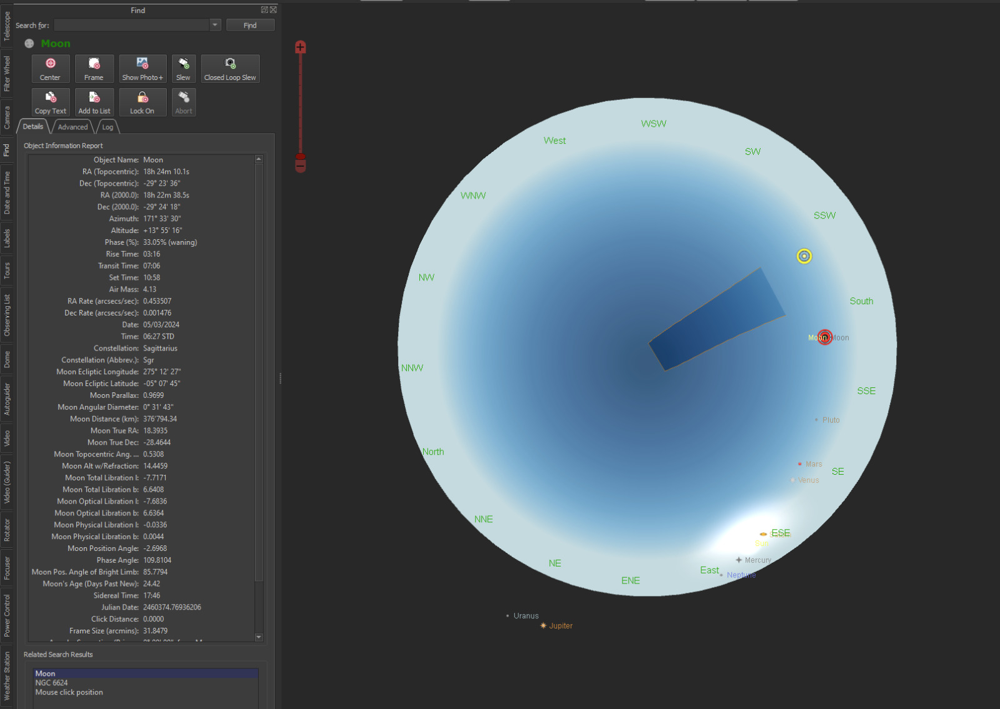 Find
Search for:
Find
Moon
Center
Frame
Show Photo+
Slew
Closed Loop Slew
Copy Text
Add to List
Lock On
Abort
Details
Advanced
Log
Object Information Report
Object Name: Moon
RA (Topocentric): 18h 24m 10.1s
Dec (Topocentric): -29° 23' 36"
RA (2000.0): 18h 22m 38.5s
Dec (2000.0): -29° 24' 18"
Azimuth: 171° 33' 30"
Altitude: +13° 55' 16"
Phase (%): 33.05% (waning)
Rise Time: 03:16
Transit Time: 07:06
Set Time: 10:58
Air Mass: 4.13
RA Rate (arcsecs/sec): 0.453507
Dec Rate (arcsecs/sec): 0.001476
Date: 05/03/2024
Time: 06:27 STD
Constellation: Sagittarius
Constellation (Abbrev.): Sgr
Moon Ecliptic Longitude: 275° 12' 27"
Moon Ecliptic Latitude: -05° 07' 45"
Moon Parallax: 0.9699
Moon Angular Diameter: 0° 31' 43"
Moon Distance (km): 376'794.34
Moon True RA: 18.3935
Moon True Dec: -28.4644
Moon Topocentric Ang. ... 0.5308
Moon Alt w/Refraction: 14.4459
Moon Total Libration l: -7.7171
Moon Total Libration b: 6.6408
Moon Optical Libration l: -7.6836
Moon Optical Libration b: 6.6364
Moon Physical Libration l: -0.0336
Moon Physical Libration b: 0.0044
Moon Position Angle: -2.6968
Phase Angle: 109.8104
Moon Pos. Angle of Bright Limb: 85.7794
Moon's Age (Days Past New): 24.42
Sidereal Time: 17:46
Julian Date: 2460374.76936206
Click Distance: 0.0000
Frame Size (arcmins): 31.8479
Related Search Results
Moon
NGC 6624
Mouse click position
Telescope
Filter Wheel
Camera
Find
Date and Time
Labels
Tours
Observing List
Dome
Autoguider
Video
Video (Guider)
Rotator
Focuser
Power Control
Weather Station
WSW
West
SW
WNW
SSW
NW
South
Moon
Moon
NNW
SSE
Pluto
North
Mars
SE
Venus
NNE
ESE
Saturn
Sun
Mercury
NE
East
Neptune
ENE
Uranus
Jupiter